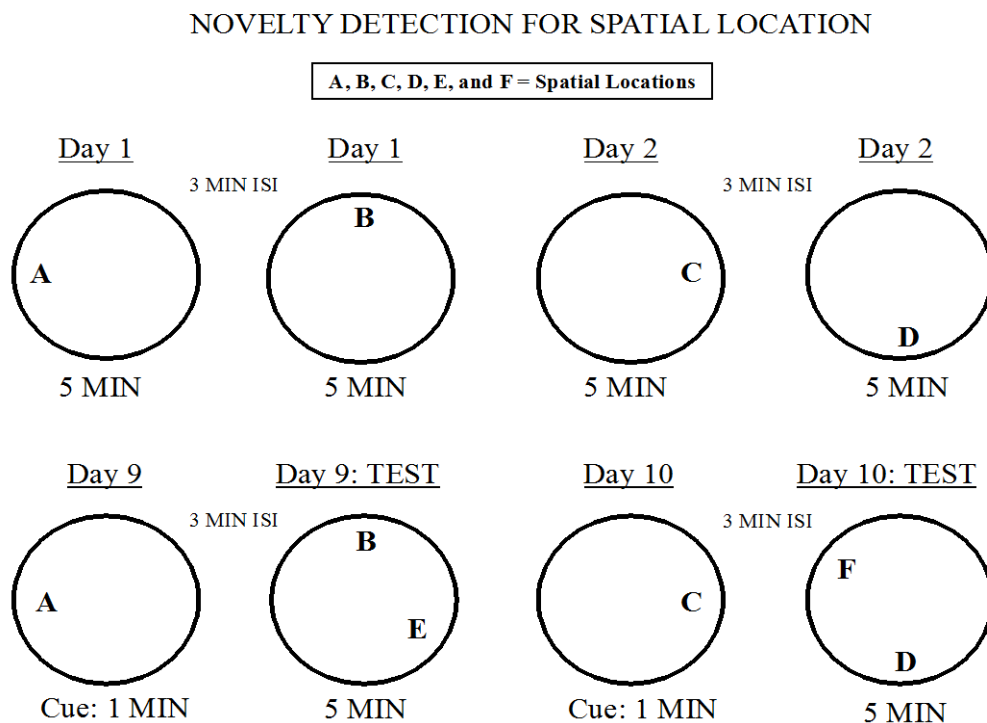 NOVELTY DETECTION FOR SPATIAL LOCATION
A, B, C, D, E, and F = Spatial Locations
Day 1
Day 1
Day 2
Day 2
3 MIN ISI
3 MIN ISI
A
B
C
D
5 MIN
5 MIN
5 MIN
5 MIN
Day 9
Day 9: TEST
Day 10
Day 10: TEST
3 MIN ISI
3 MIN ISI
A
B
E
C
F
D
Cue: 1 MIN
5 MIN
Cue: 1 MIN
5 MIN